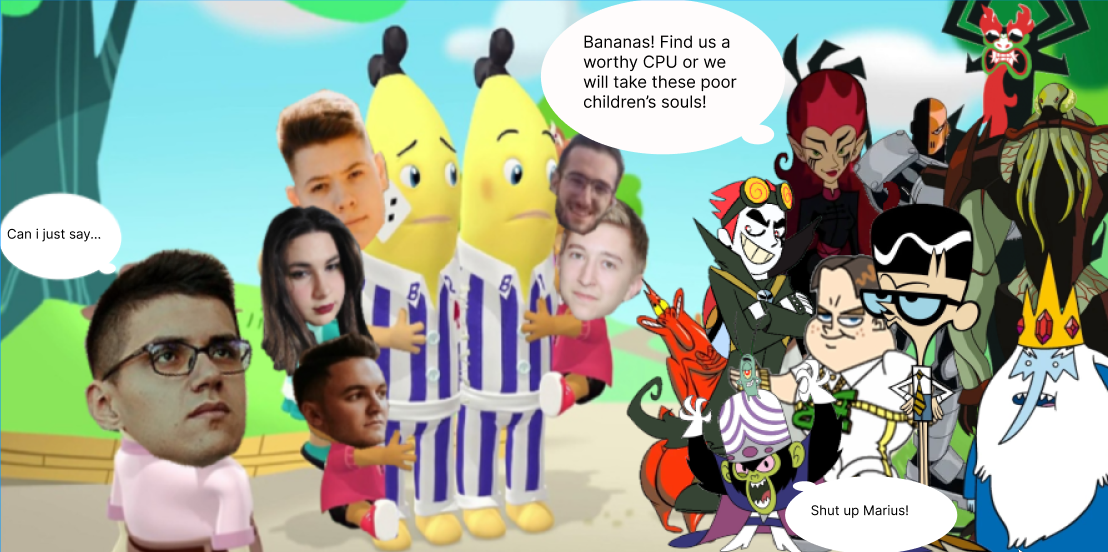 Can i just say...
Bananas! Find us a
worthy CPU or we
will take these poor
children's souls!
Shut up Marius!